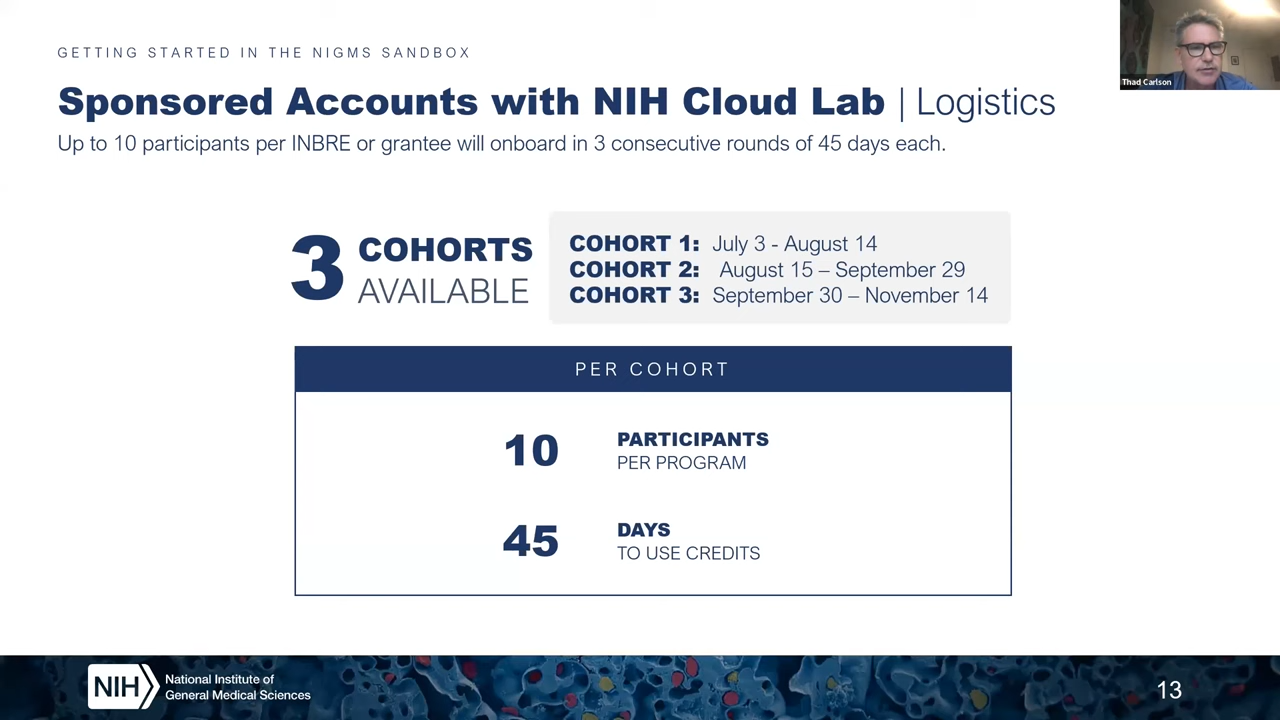 GETTING STARTED IN THE NIGMS SANDBOX
Sponsored Accounts with NIH Cloud Lab | Logistics
Up to 10 participants per INBRE or grantee will onboard in 3 consecutive rounds of 45 days each.
Thad Carlson
3 COHORTS AVAILABLE
COHORT 1: July 3 - August 14
COHORT 2: August 15 – September 29
COHORT 3: September 30 – November 14
PER COHORT
10 PARTICIPANTS
PER PROGRAM
45 DAYS
TO USE CREDITS
NIH National Institute of
General Medical Sciences
13